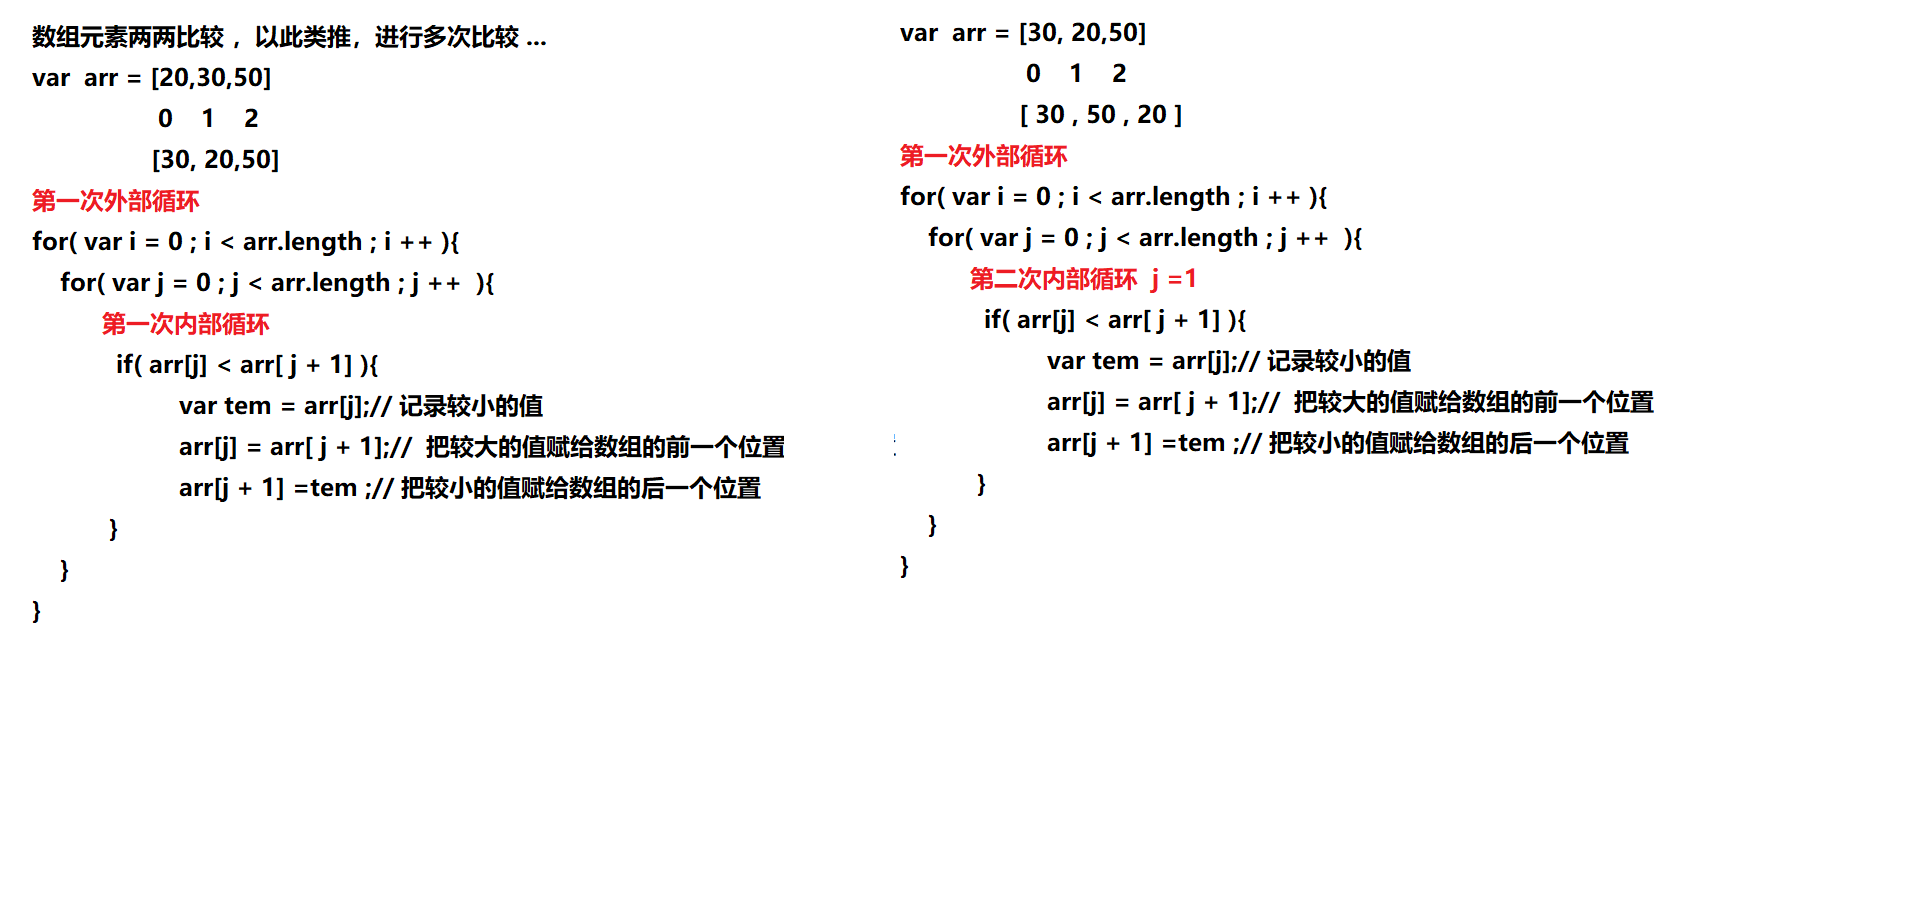 数组元素两两比较 ，以此类推，进行多次比较 ...
var  arr = [20,30,50]
0    1    2
[30, 20,50]
第一次外部循环
for( var i = 0 ; i < arr.length ; i ++ ){
for( var j = 0 ; j < arr.length ; j ++  ){
第一次内部循环
if( arr[j] < arr[ j + 1] ){
var tem = arr[j];// 记录较小的值
arr[j] = arr[ j + 1];//  把较大的值赋给数组的前一个位置
arr[j + 1] =tem ;// 把较小的值赋给数组的后一个位置
}
}
}
var  arr = [30, 20,50]
0    1    2
[ 30 , 50 , 20 ]
第一次外部循环
for( var i = 0 ; i < arr.length ; i ++ ){
for( var j = 0 ; j < arr.length ; j ++  ){
第二次内部循环  j =1
if( arr[j] < arr[ j + 1] ){
var tem = arr[j];// 记录较小的值
arr[j] = arr[ j + 1];//  把较大的值赋给数组的前一个位置
arr[j + 1] =tem ;// 把较小的值赋给数组的后一个位置
}
}
}